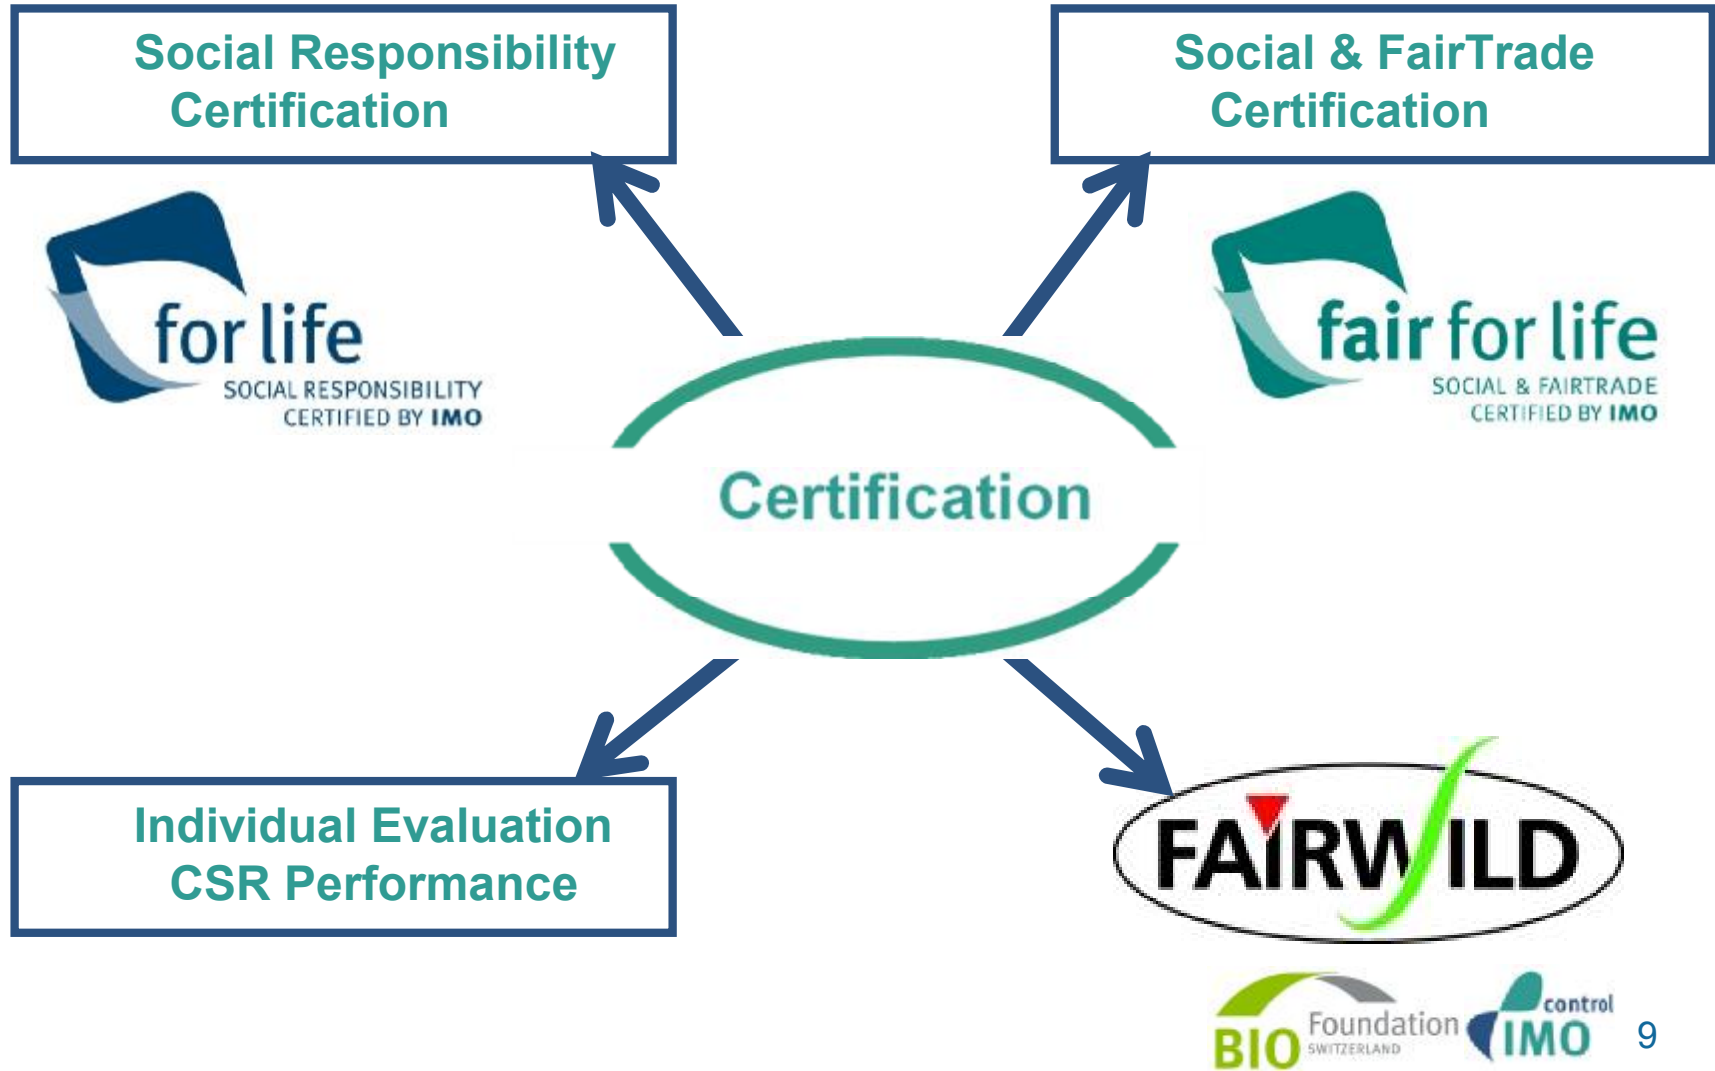 Social Responsibility
Certification
Social & FairTrade
Certification
for life
SOCIAL RESPONSIBILITY
CERTIFIED BY IMO
fair for life
SOCIAL & FAIRTRADE
CERTIFIED BY IMO
Certification
Individual Evaluation
CSR Performance
FAIRWILD
BIO Foundation
SWITZERLAND
control
IMO
9